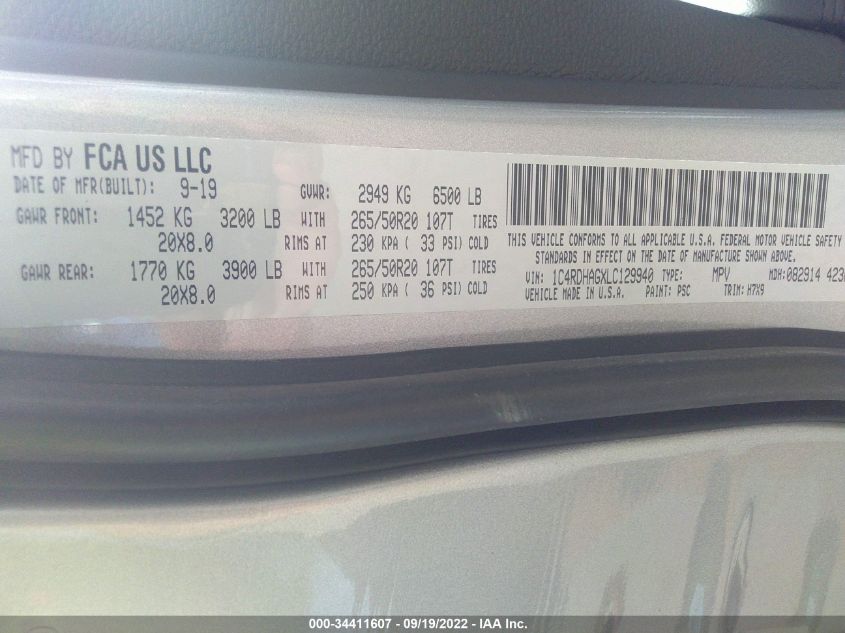 MFD BY FCA US LLC
DATE OF MFR(BUILT): 9-19 GVWR: 2949 KG 6500 LB
GAWR FRONT: 1452 KG 3200 LB WITH 265/50R20 107T TIRES
20X8.0 RIMS AT 230 KPA ( 33 PSI) COLD
GAWR REAR: 1770 KG 3900 LB WITH 265/50R20 107T TIRES
20X8.0 RIMS AT 250 KPA ( 36 PSI) COLD
THIS VEHICLE CONFORMS TO ALL APPLICABLE U.S.A. FEDERAL MOTOR VEHICLE SAFETY
STANDARDS IN EFFECT ON THE DATE OF MANUFACTURE SHOWN ABOVE.
VIN: 1C4RDHAGXLC129940 TYPE: MPV MDH: 082914 423
VEHICLE MADE IN U.S.A. PAINT: PSC TRIM: H7X9
000-34411607 - 09/19/2022 - IAA Inc.